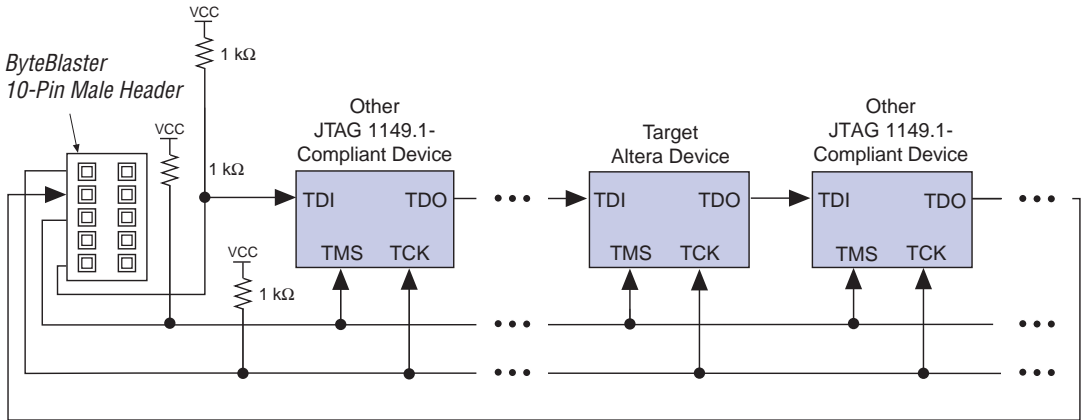 VCC
1 kΩ
ByteBlaster
10-Pin Male Header
VCC
1 kΩ
Other
JTAG 1149.1-
Compliant Device
TDI
TDO
TMS
TCK
Target
Altera Device
TDI
TDO
TMS
TCK
Other
JTAG 1149.1-
Compliant Device
TDI
TDO
TMS
TCK
VCC
1 kΩ